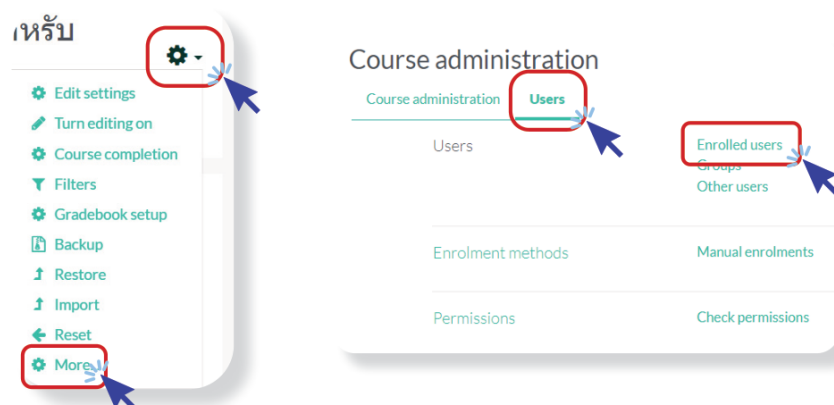 หรับ
Edit settings
Turn editing on
Course completion
Filters
Gradebook setup
Backup
Restore
Import
Reset
More
Course administration
Course administration Users
Users Enrolled users
Groups
Other users
Enrolment methods Manual enrolments
Permissions Check permissions